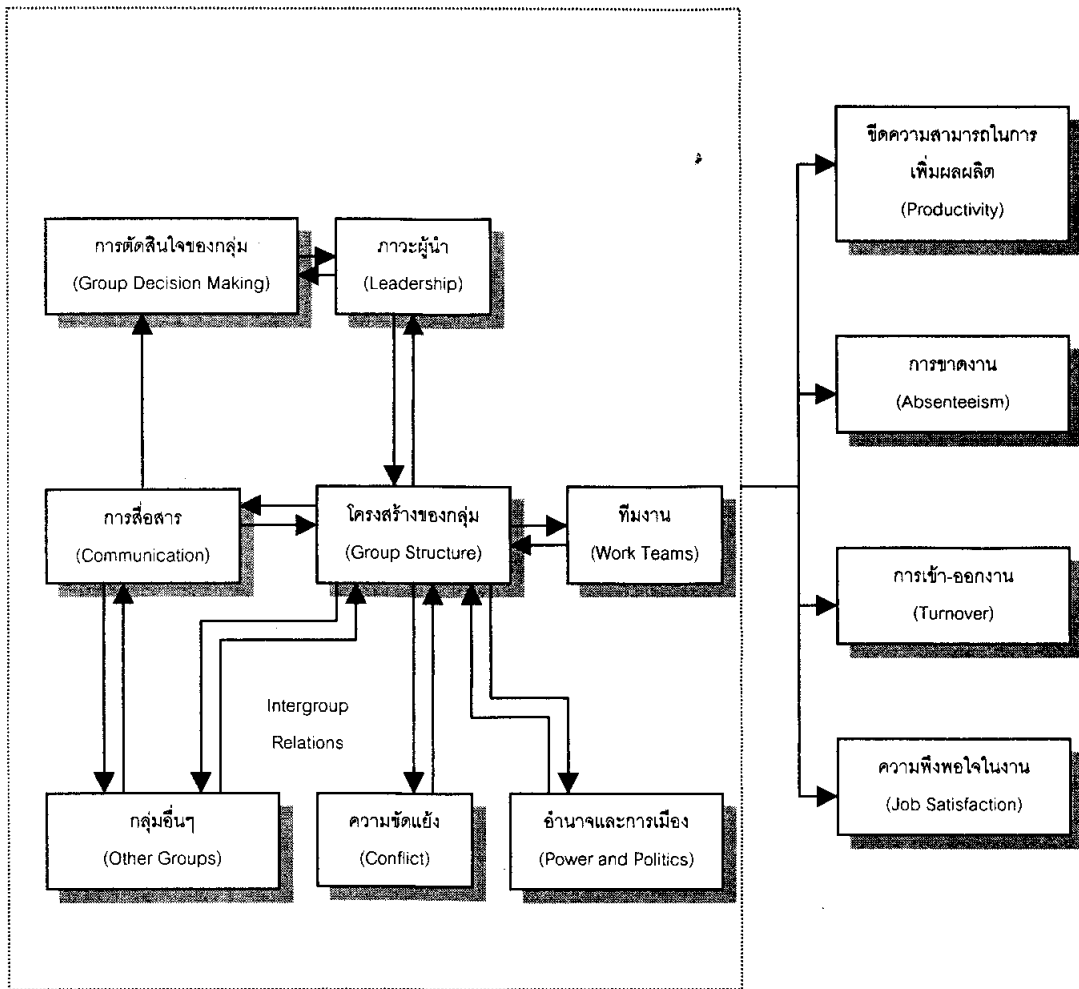 ขีดความสามารถในการ
เพิ่มผลผลิต
(Productivity)
การตัดสินใจของกลุ่ม
(Group Decision Making)
ภาวะผู้นำ
(Leadership)
การขาดงาน
(Absenteeism)
การสื่อสาร
(Communication)
โครงสร้างของกลุ่ม
(Group Structure)
ทีมงาน
(Work Teams)
การเข้า-ออกงาน
(Turnover)
Intergroup
Relations
ความพึงพอใจในงาน
(Job Satisfaction)
กลุ่มอื่นๆ
(Other Groups)
ความขัดแย้ง
(Conflict)
อำนาจและการเมือง
(Power and Politics)